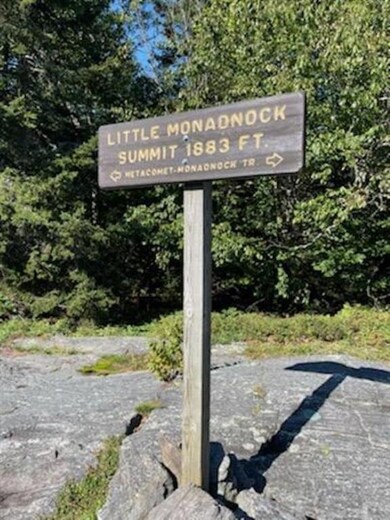 LITTLE MONADNOCK
SUMMIT 1883 FT.
⇦ METACOMET-MONADNOCK TR. ⇨